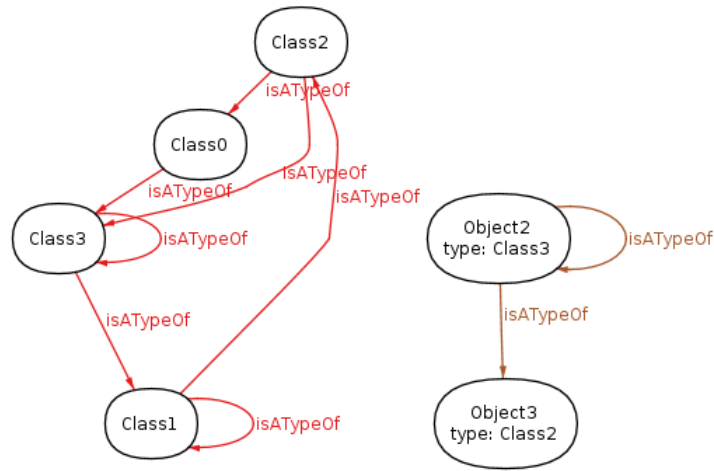 Class2
isATypeOf
Class0
isATypeOf
isATypeOf
isATypeOf
Class3
isATypeOf
Object2
type: Class3
isATypeOf
isATypeOf
isATypeOf
Object3
type: Class2
Class1
isATypeOf